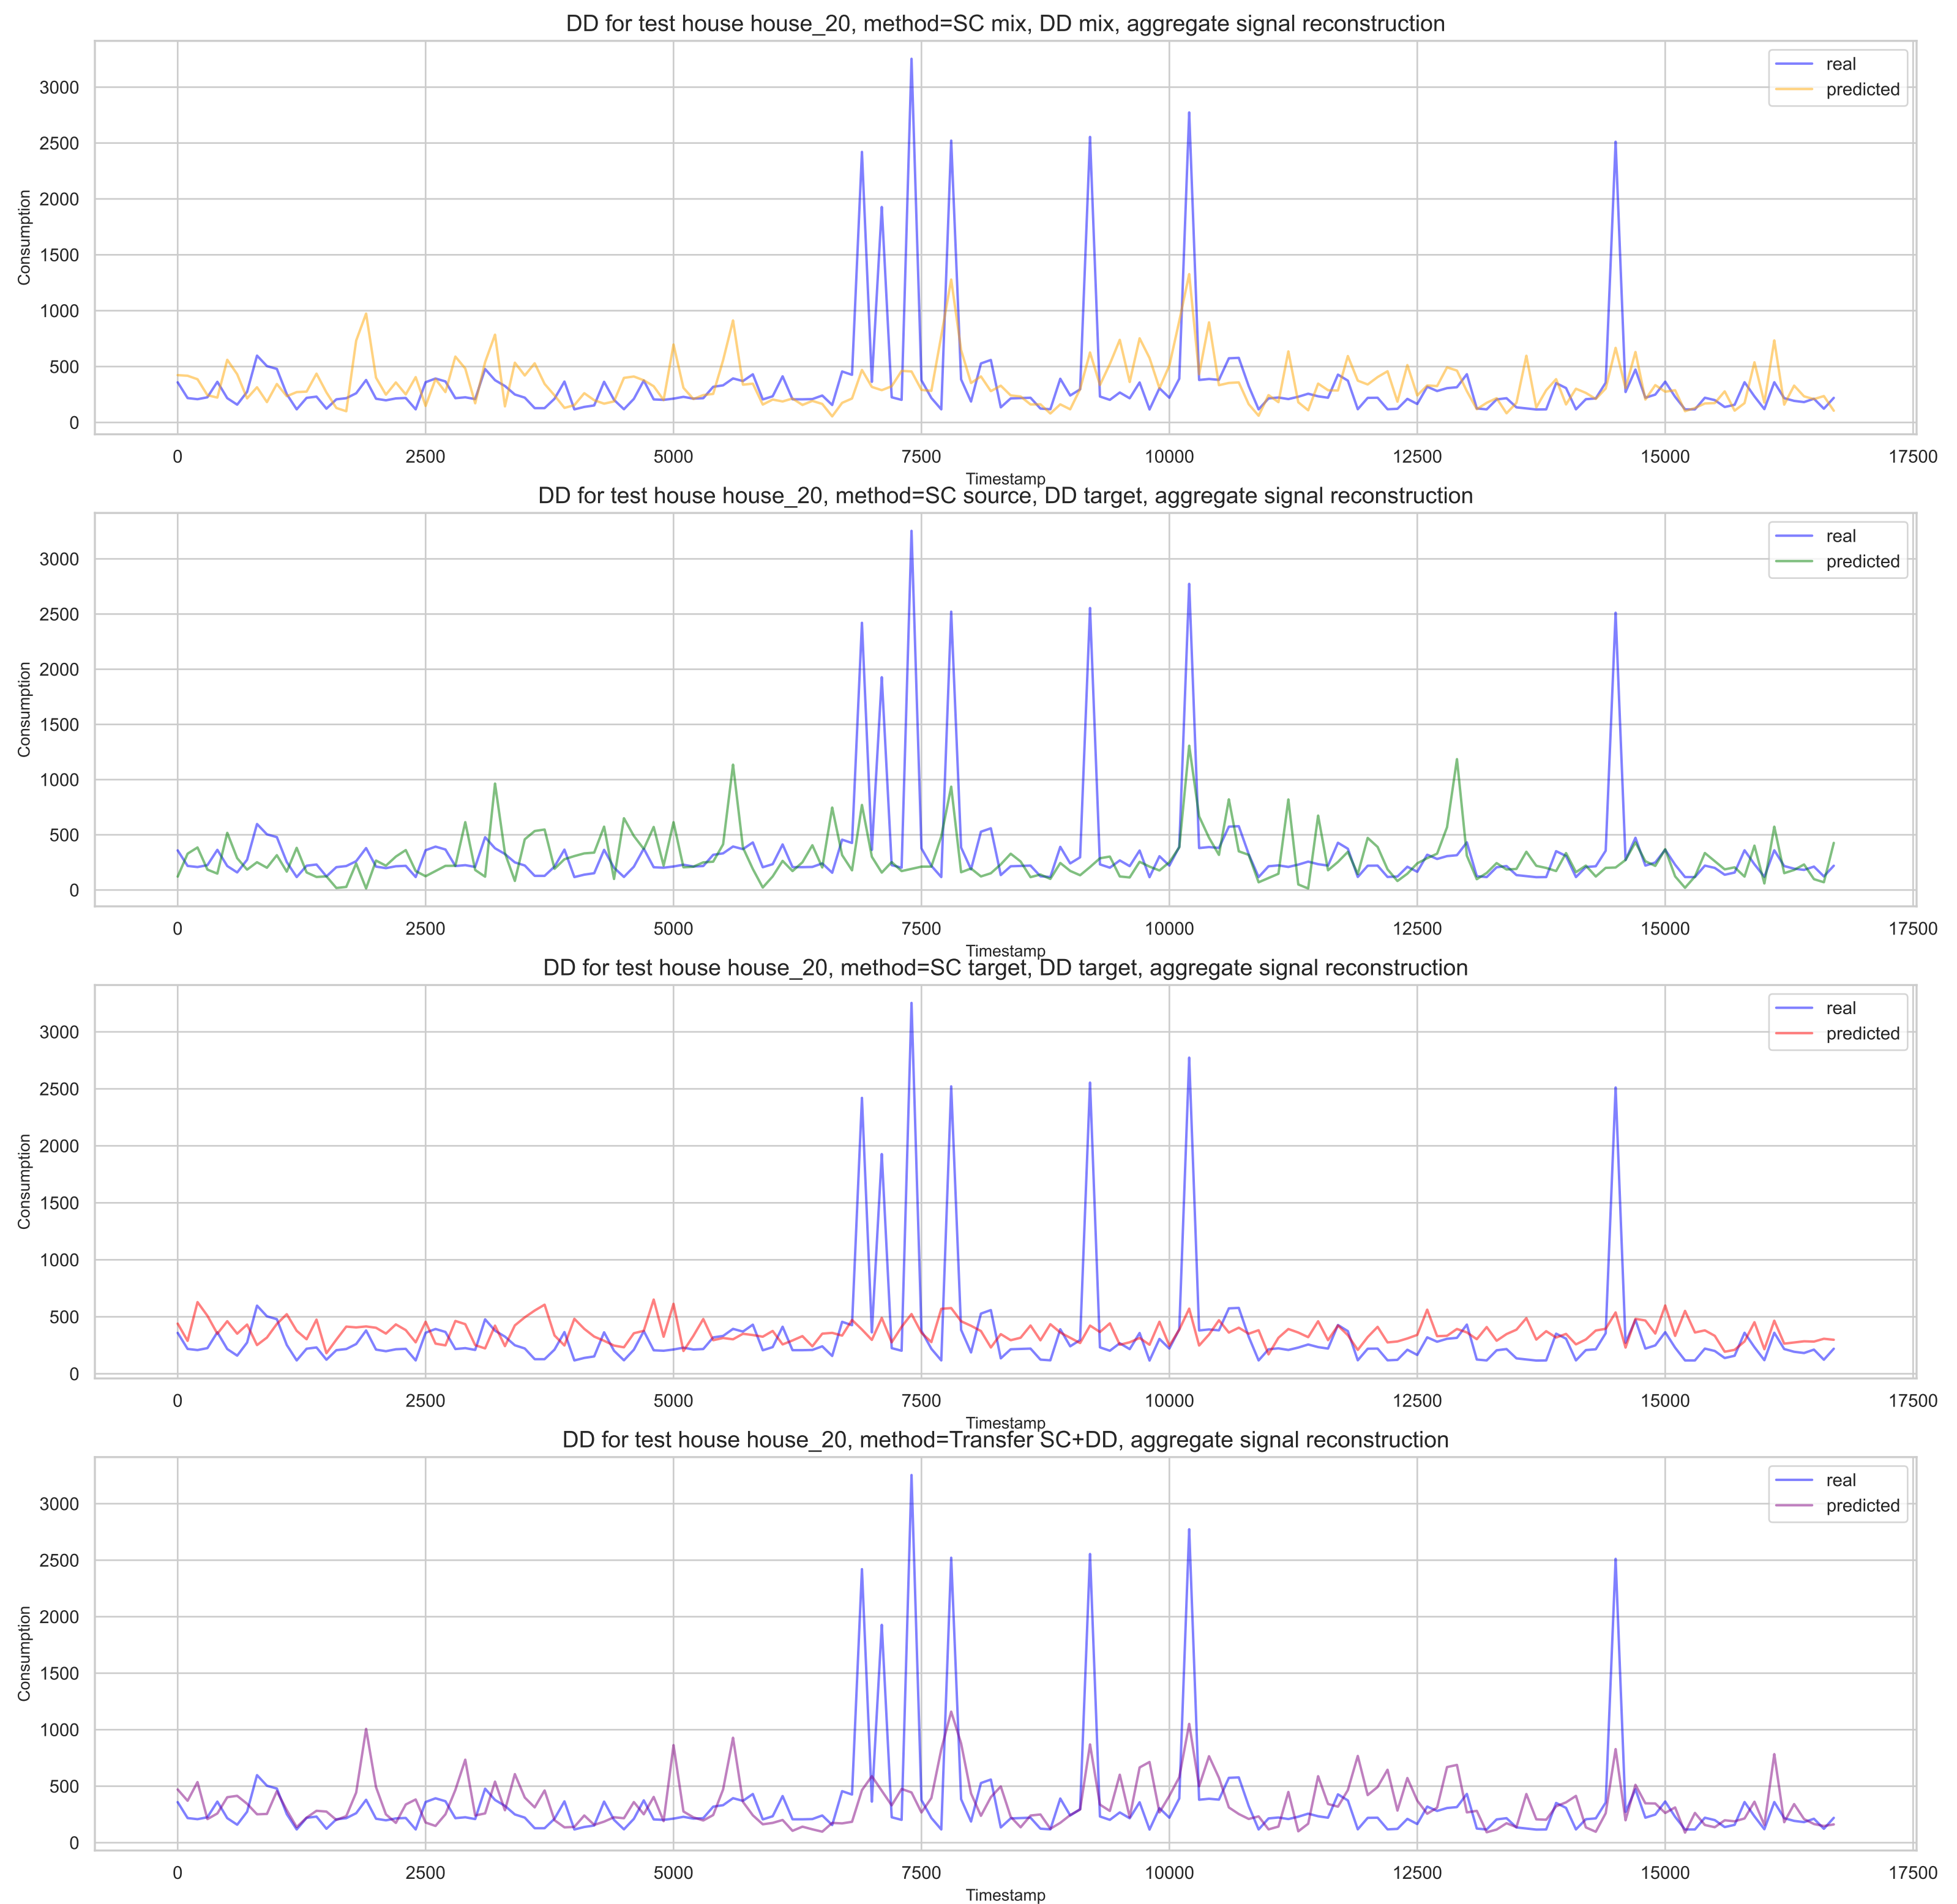 DD for test house house_20, method=SC mix, DD mix, aggregate signal reconstruction
real
predicted
Consumption
3000
2500
2000
1500
1000
500
0
0 2500 5000 7500 10000 12500 15000 17500
Timestamp
DD for test house house_20, method=SC source, DD target, aggregate signal reconstruction
real
predicted
Consumption
3000
2500
2000
1500
1000
500
0
0 2500 5000 7500 10000 12500 15000 17500
Timestamp
DD for test house house_20, method=SC target, DD target, aggregate signal reconstruction
real
predicted
Consumption
3000
2500
2000
1500
1000
500
0
0 2500 5000 7500 10000 12500 15000 17500
Timestamp
DD for test house house_20, method=Transfer SC+DD, aggregate signal reconstruction
real
predicted
Consumption
3000
2500
2000
1500
1000
500
0
0 2500 5000 7500 10000 12500 15000 17500
Timestamp